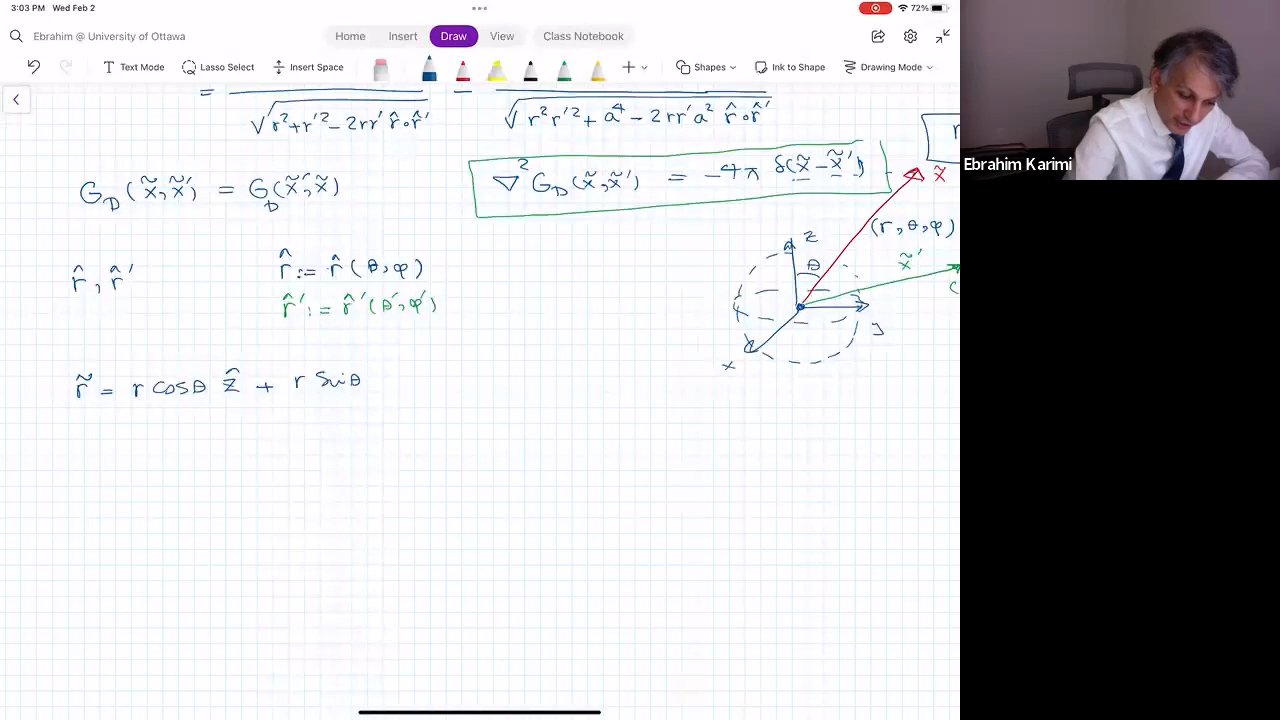 3:03 PM Wed Feb 2
72%
Ebrahim @ University of Ottawa
Home Insert Draw View Class Notebook
Text Mode Lasso Select Insert Space Shapes Ink to Shape Drawing Mode
= −
√r²+r'²−2rr' r̂∘r̂' √r²r'²+a⁴−2rr'a² r̂∘r̂'
∇² G_D(x̃,x̃') = −4π δ(x̃−x̃')
G_D(x̃,x̃') = G_D(x̃',x̃)
r
x̃
(r,θ,φ)
x̃'
z
θ
y
x
r̂, r̂'
r̂ := r̂(θ,φ)
r̂' := r̂'(θ',φ')
r̃ = r cosθ ẑ + r Sinθ
Ebrahim Karimi